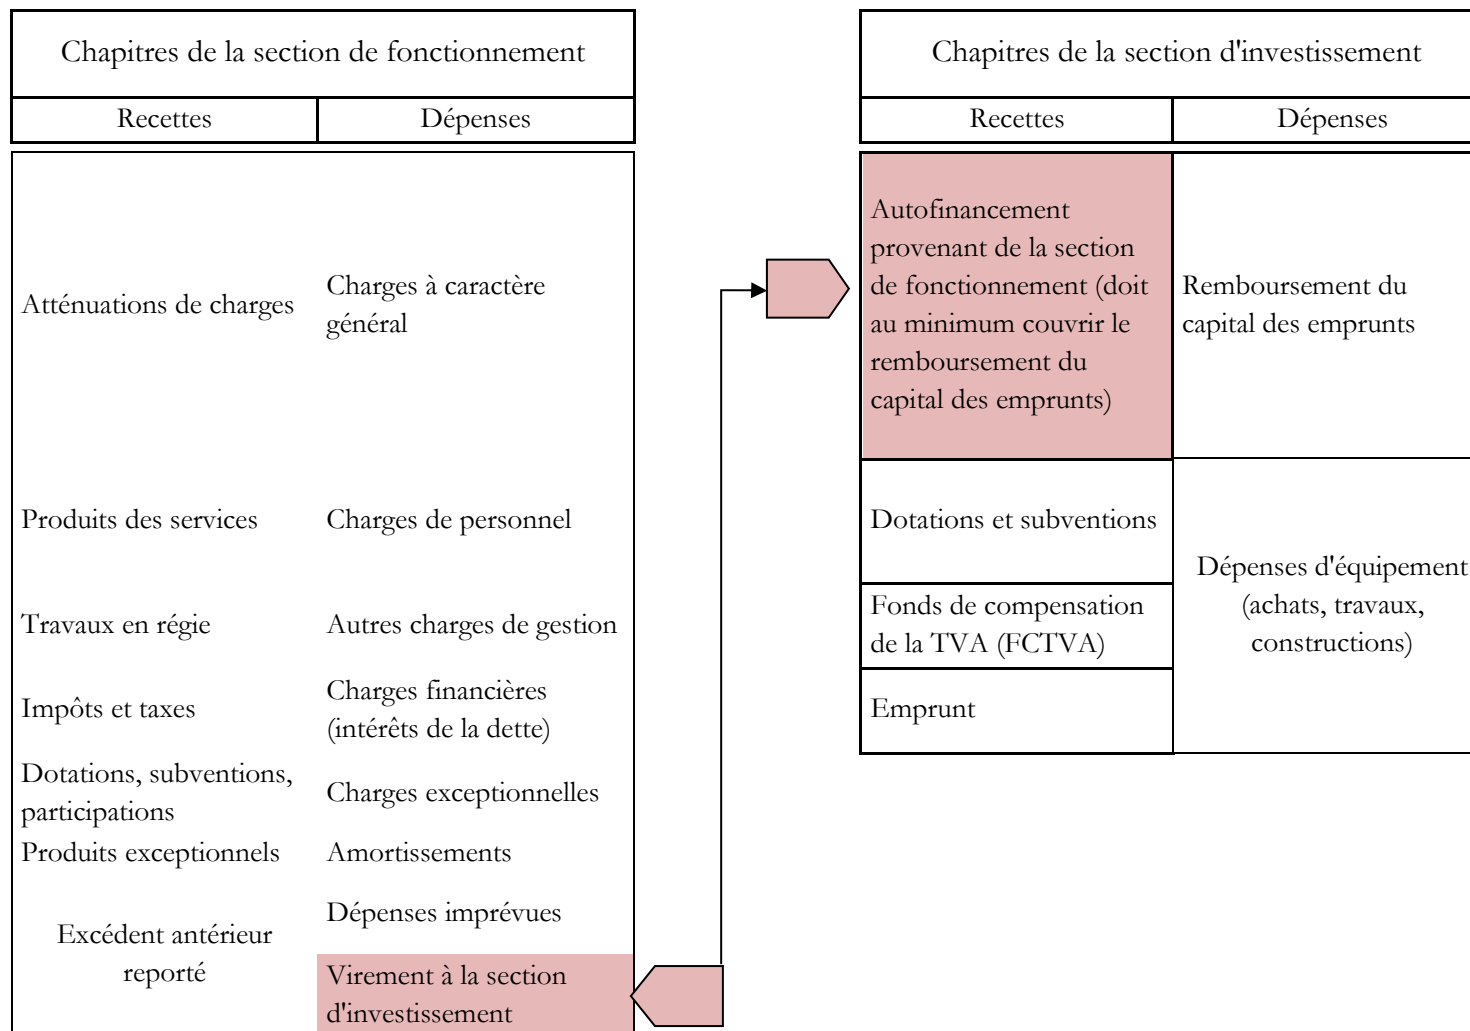 Chapitres de la section de fonctionnement
Recettes
Dépenses
Atténuations de charges
Charges à caractère
général
Produits des services
Charges de personnel
Travaux en régie
Autres charges de gestion
Impôts et taxes
Charges financières
(intérêts de la dette)
Dotations, subventions,
participations
Charges exceptionnelles
Produits exceptionnels
Amortissements
Excédent antérieur
reporté
Dépenses imprévues
Virement à la section
d'investissement
Chapitres de la section d'investissement
Recettes
Dépenses
Autofinancement
provenant de la section
de fonctionnement (doit
au minimum couvrir le
remboursement du
capital des emprunts)
Remboursement du
capital des emprunts
Dotations et subventions
Fonds de compensation
de la TVA (FCTVA)
Emprunt
Dépenses d'équipement
(achats, travaux,
constructions)